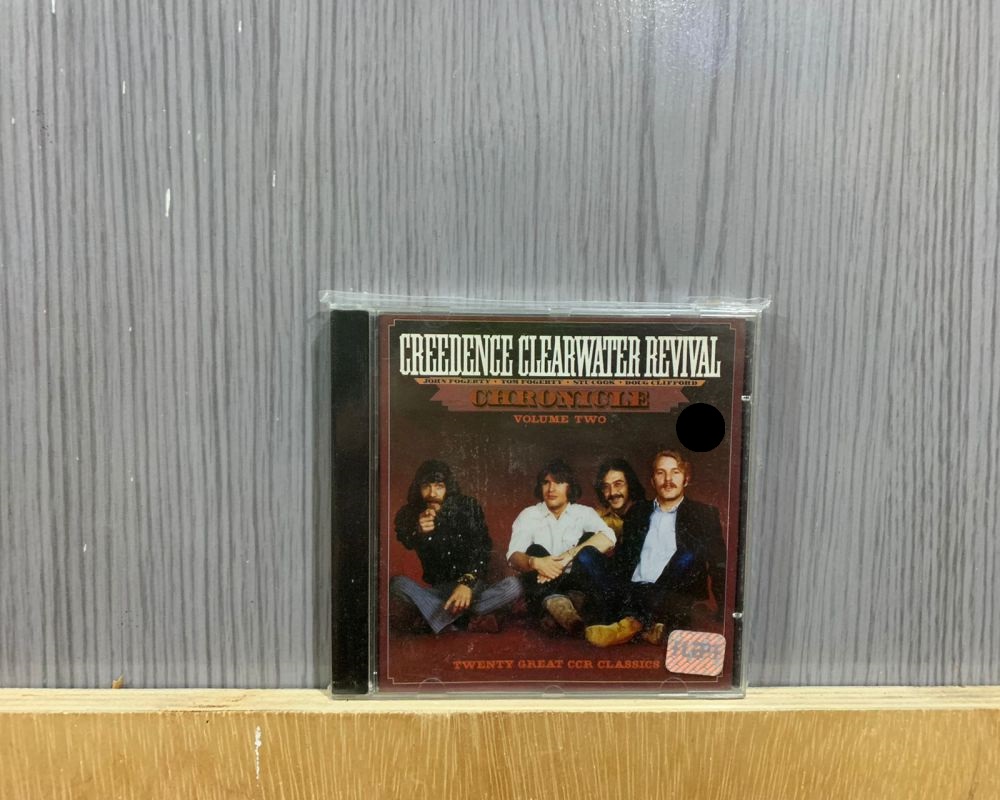 CREEDENCE CLEARWATER REVIVAL
JOHN FOGERTY • TOM FOGERTY • STU COOK • DOUG CLIFFORD
CHRONICLE
VOLUME TWO
TWENTY GREAT CCR CLASSICS